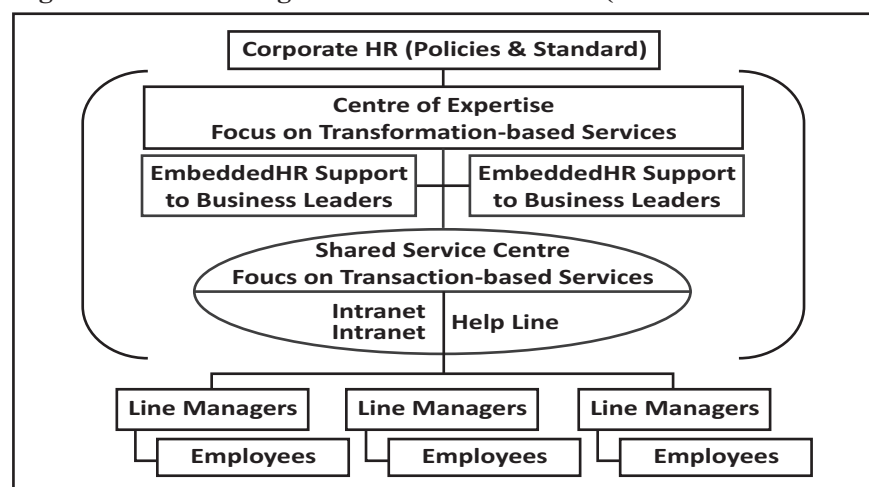 Corporate HR (Policies & Standard)
Centre of Expertise
Focus on Transformation-based Services
EmbeddedHR Support
to Business Leaders
EmbeddedHR Support
to Business Leaders
Shared Service Centre
Foucs on Transaction-based Services
Intranet
Intranet
Help Line
Line Managers
Employees
Line Managers
Employees
Line Managers
Employees